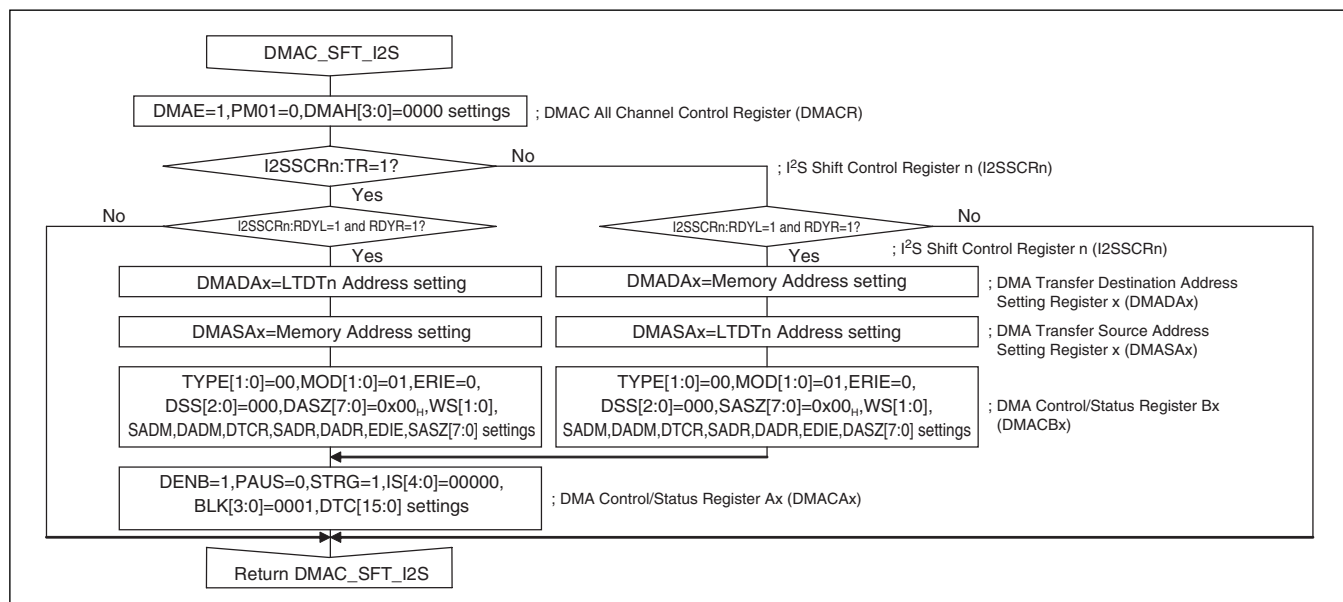 DMAC_SFT_I2S
DMAE=1,PM01=0,DMAH[3:0]=0000 settings
; DMAC All Channel Control Register (DMACR)
I2SSCRn:TR=1?
No
; I²S Shift Control Register n (I2SSCRn)
Yes
No
I2SSCRn:RDYL=1 and RDYR=1?
I2SSCRn:RDYL=1 and RDYR=1?
No
; I²S Shift Control Register n (I2SSCRn)
Yes
Yes
DMADAx=LTDTn Address setting
DMADAx=Memory Address setting
; DMA Transfer Destination Address
Setting Register x (DMADAx)
DMASAx=Memory Address setting
DMASAx=LTDTn Address setting
; DMA Transfer Source Address
Setting Register x (DMASAx)
TYPE[1:0]=00,MOD[1:0]=01,ERIE=0,
DSS[2:0]=000,DASZ[7:0]=0x00H,WS[1:0],
SADM,DADM,DTCR,SADR,DADR,EDIE,SASZ[7:0] settings
TYPE[1:0]=00,MOD[1:0]=01,ERIE=0,
DSS[2:0]=000,SASZ[7:0]=0x00H,WS[1:0],
SADM,DADM,DTCR,SADR,DADR,EDIE,DASZ[7:0] settings
; DMA Control/Status Register Bx
(DMACBx)
DENB=1,PAUS=0,STRG=1,IS[4:0]=00000,
BLK[3:0]=0001,DTC[15:0] settings
; DMA Control/Status Register Ax (DMACAx)
Return DMAC_SFT_I2S